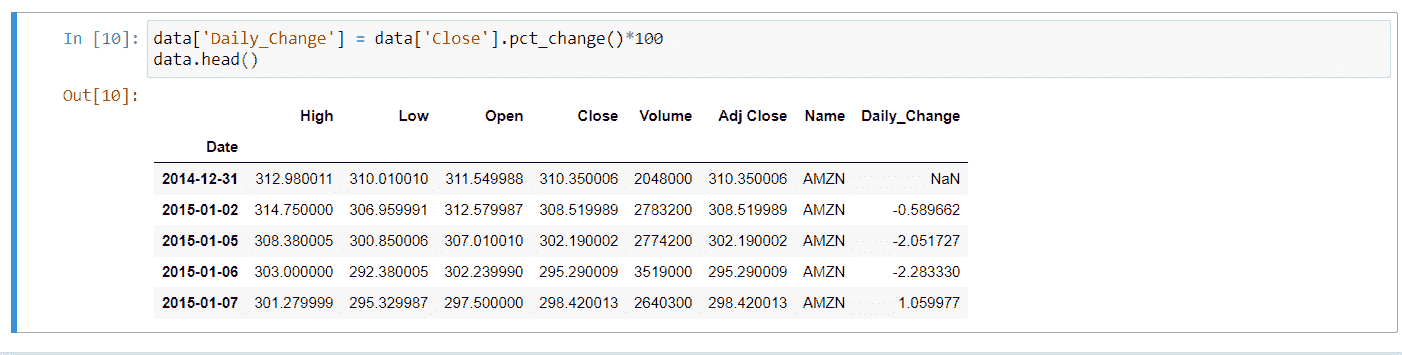 In [10]: data['Daily_Change'] = data['Close'].pct_change()*100
data.head()
Out[10]:
High Low Open Close Volume Adj Close Name Daily_Change
Date
2014-12-31 312.980011 310.010010 311.549988 310.350006 2048000 310.350006 AMZN NaN
2015-01-02 314.750000 306.959991 312.579987 308.519989 2783200 308.519989 AMZN -0.589662
2015-01-05 308.380005 300.850006 307.010010 302.190002 2774200 302.190002 AMZN -2.051727
2015-01-06 303.000000 292.380005 302.239990 295.290009 3519000 295.290009 AMZN -2.283330
2015-01-07 301.279999 295.329987 297.500000 298.420013 2640300 298.420013 AMZN 1.059977